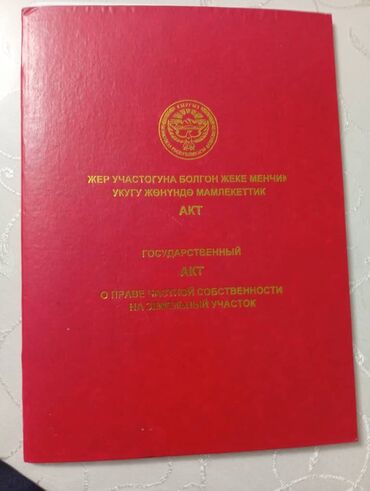 ЖЕР УЧАСТОГУНА БОЛГОН ЖЕКЕ МЕНЧИК
УКУГУ ЖӨНҮНДӨ МАМЛЕКЕТТИК
АКТ
ГОСУДАРСТВЕННЫЙ
АКТ
О ПРАВЕ ЧАСТНОЙ СОБСТВЕННОСТИ
НА ЗЕМЕЛЬНЫЙ УЧАСТОК